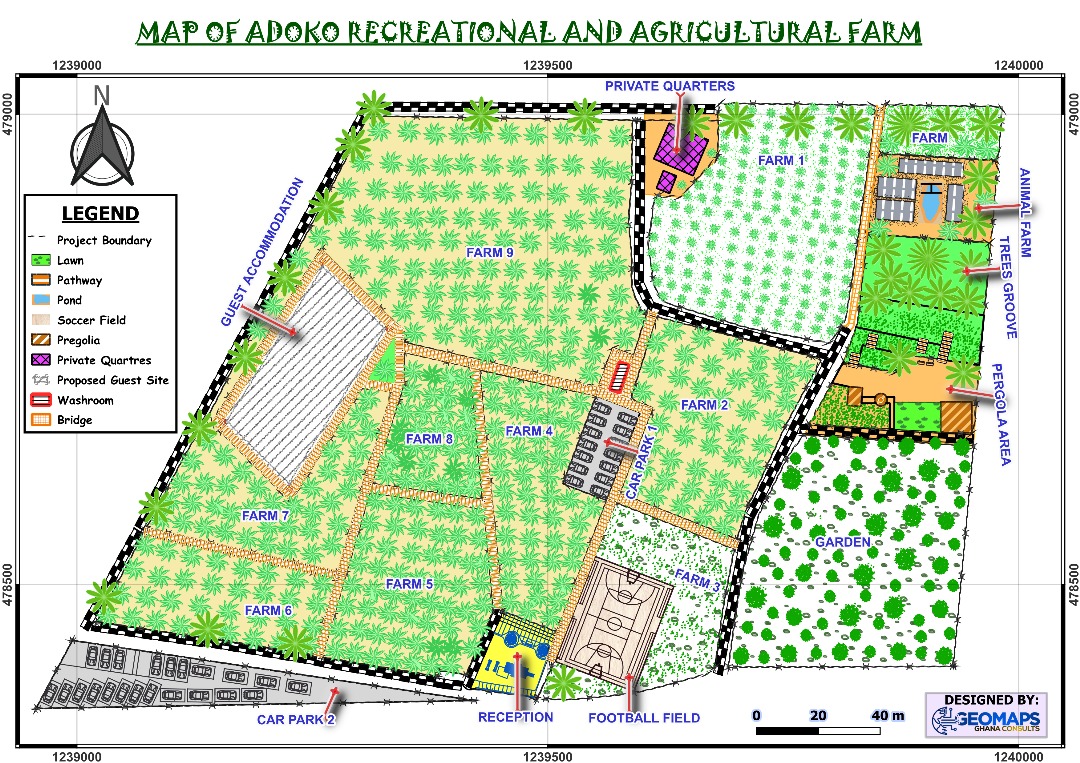 MAP OF ADOKO RECREATIONAL AND AGRICULTURAL FARM
1239000
1239500
1240000
479000
479000
478500
478500
N
LEGEND
Project Boundary
Lawn
Pathway
Pond
Soccer Field
Pregolia
Private Quartres
Proposed Guest Site
Washroom
Bridge
PRIVATE QUARTERS
FARM 1
FARM
ANIMAL FARM
TREES GROOVE
PERGOLA AREA
GUEST ACCOMMODATION
FARM 9
FARM 2
FARM 8
FARM 4
CAR PARK 1
FARM 7
GARDEN
FARM 3
FARM 5
FARM 6
CAR PARK 2
RECEPTION
FOOTBALL FIELD
0 20 40 m
DESIGNED BY:
GEOMAPS
GHANA CONSULTS
1239000
1239500
1240000